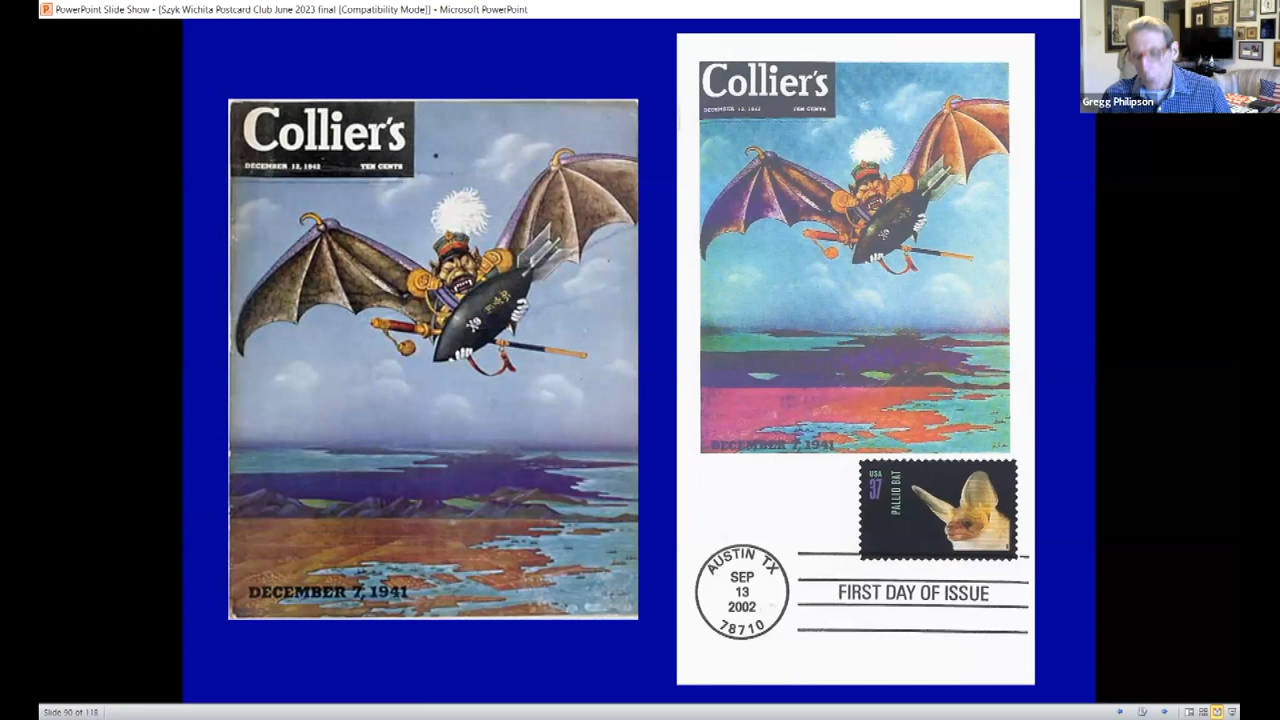 PowerPoint Slide Show - [Szyk Wichita Postcard Club June 2023 final [Compatibility Mode]] - Microsoft PowerPoint
Gregg Philipson
Collier's
DECEMBER 12, 1942
TEN CENTS
DECEMBER 7, 1941
Collier's
DECEMBER 12, 1942
TEN CENTS
DECEMBER 7, 1941
USA
37
PALLID BAT
AUSTIN TX
SEP
13
2002
78710
FIRST DAY OF ISSUE
Slide 90 of 118